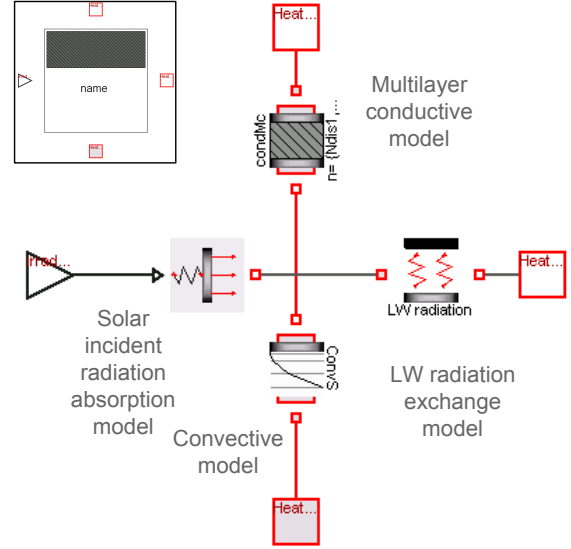 Heat...
name
Multilayer
conductive
model
condMc
n= {Ndis1,...
Irrad...
Heat...
LW radiation
Solar
incident
radiation
absorption
model
ConvS
LW radiation
exchange
model
Convective
model
Heat...